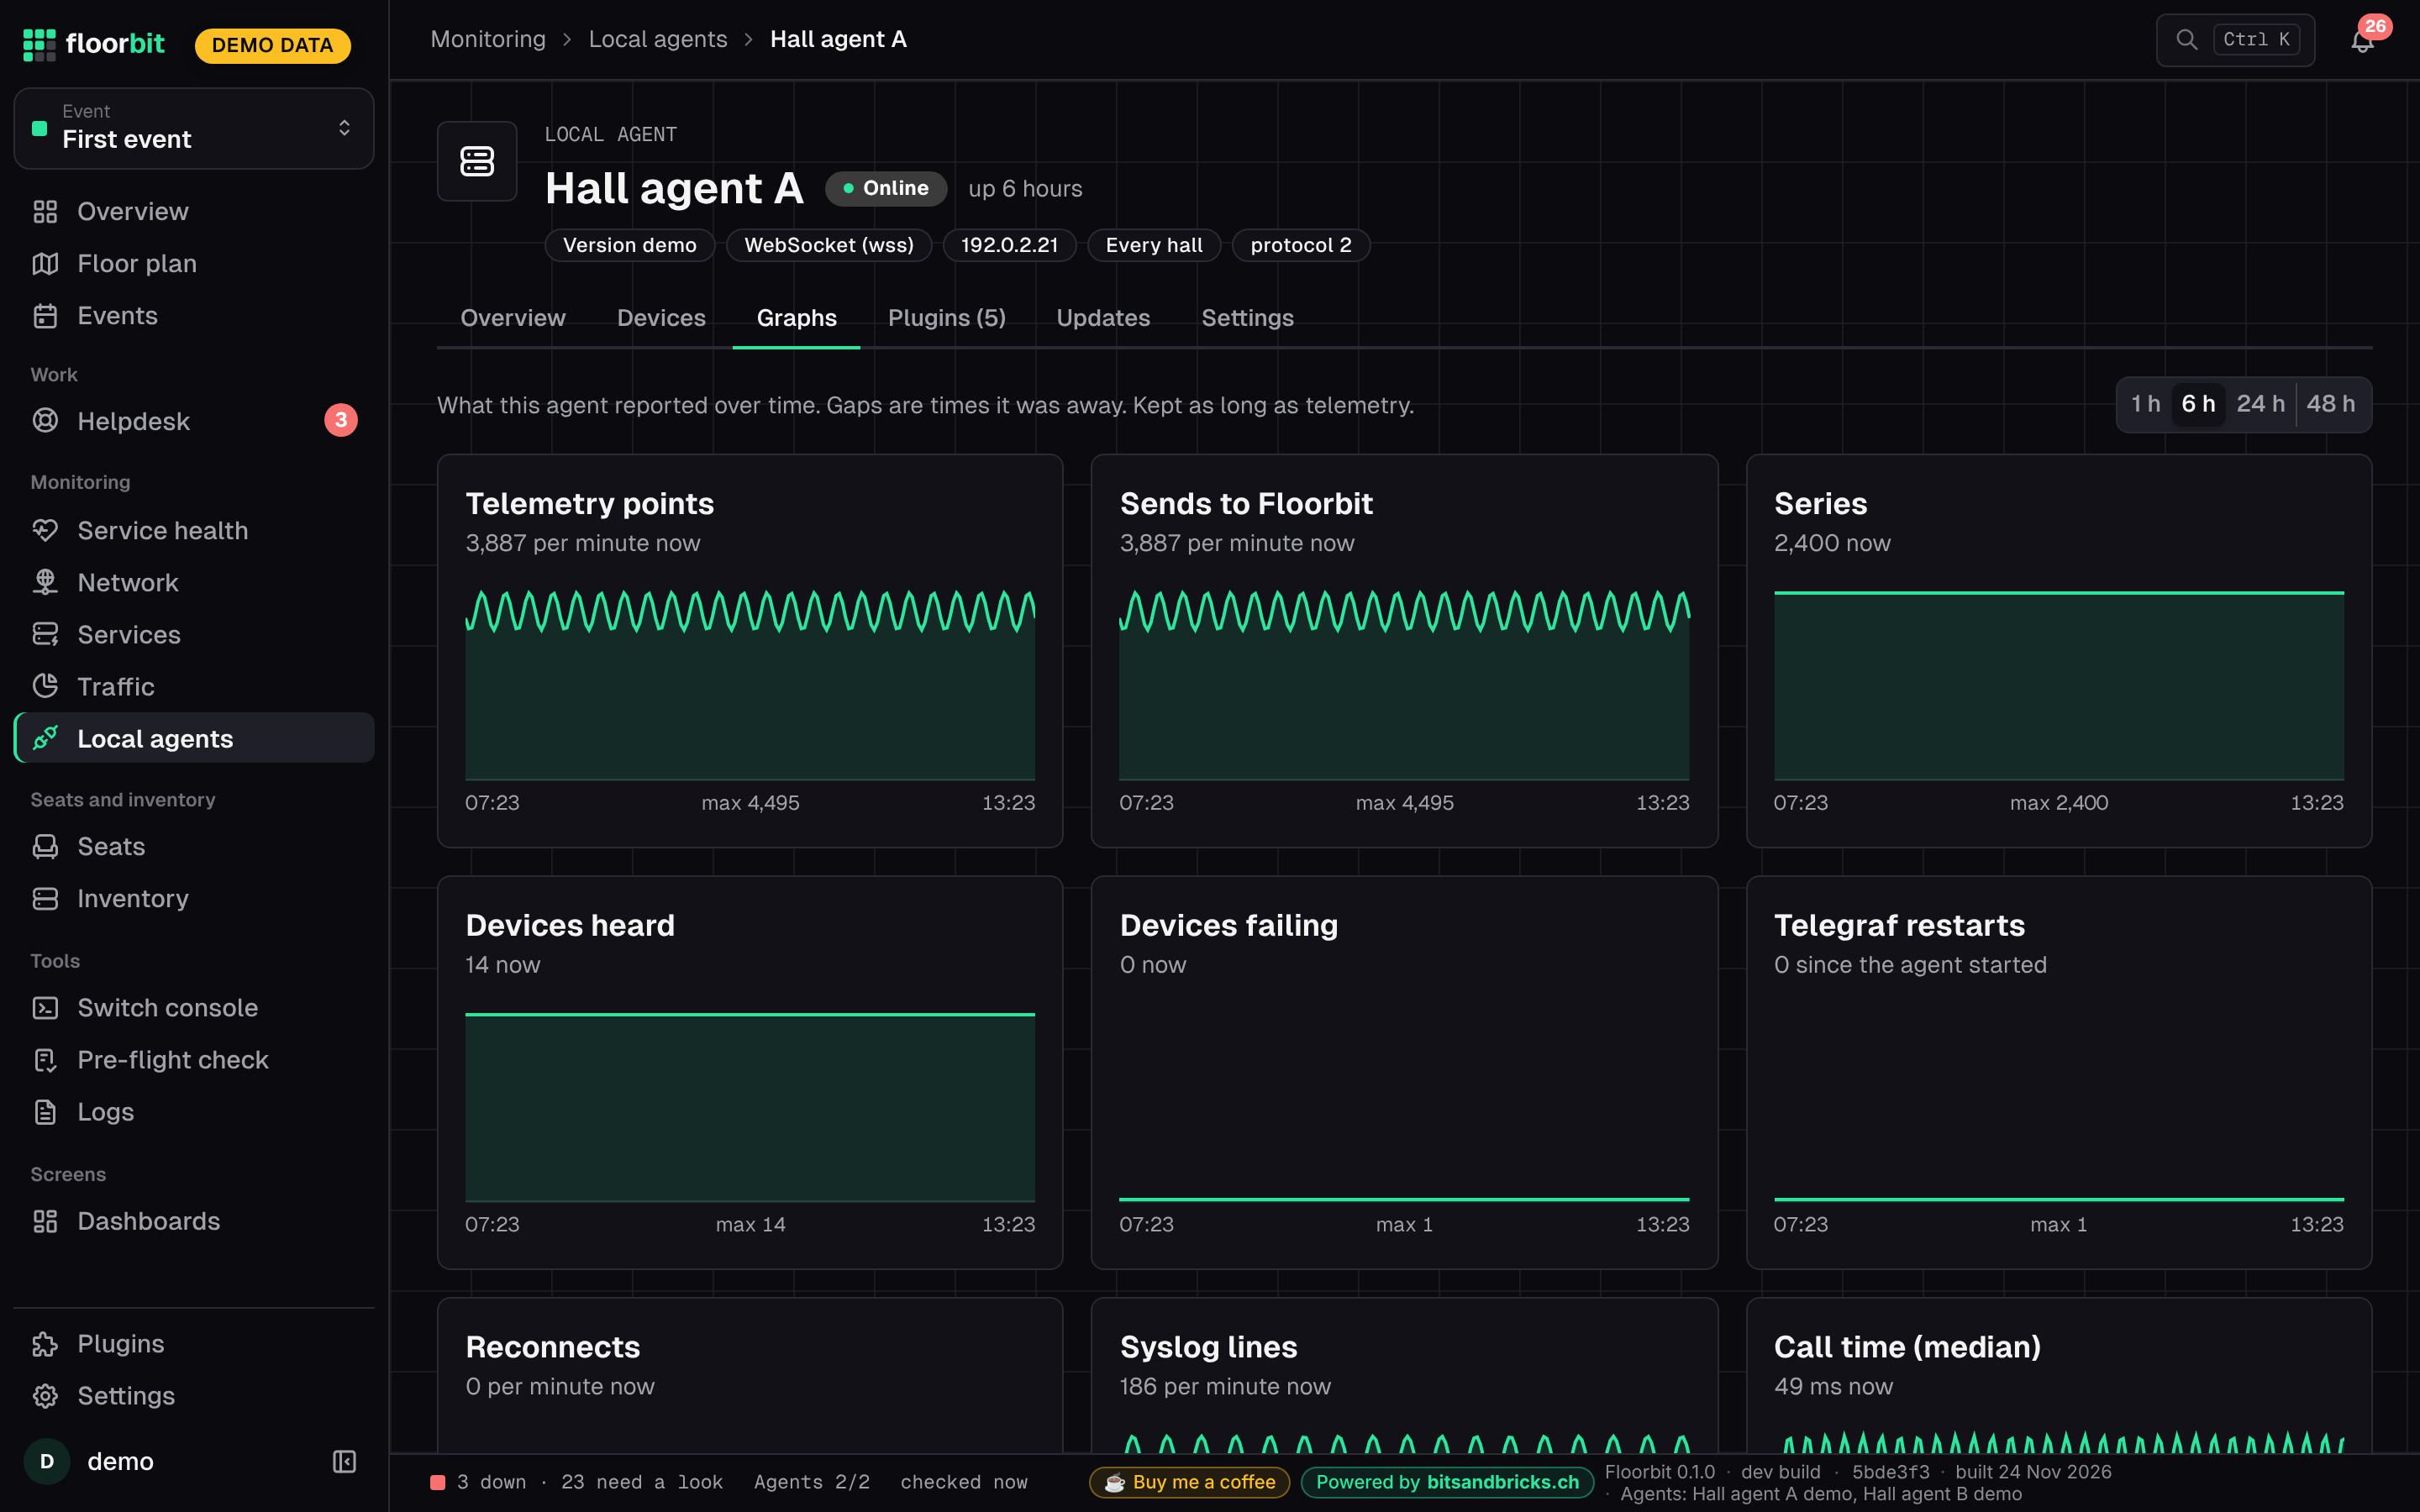 floorbit
DEMO DATA
Event
First event
Overview
Floor plan
Events
Work
Helpdesk
3
Monitoring
Service health
Network
Services
Traffic
Local agents
Seats and inventory
Seats
Inventory
Tools
Switch console
Pre-flight check
Logs
Screens
Dashboards
Plugins
Settings
D
demo
Monitoring > Local agents > Hall agent A
Ctrl K
26
LOCAL AGENT
Hall agent A
Online
up 6 hours
Version demo
WebSocket (wss)
192.0.2.21
Every hall
protocol 2
Overview
Devices
Graphs
Plugins (5)
Updates
Settings
What this agent reported over time. Gaps are times it was away. Kept as long as telemetry.
1 h
6 h
24 h
48 h
Telemetry points
3,887 per minute now
07:23
max 4,495
13:23
Sends to Floorbit
3,887 per minute now
07:23
max 4,495
13:23
Series
2,400 now
07:23
max 2,400
13:23
Devices heard
14 now
07:23
max 14
13:23
Devices failing
0 now
07:23
max 1
13:23
Telegraf restarts
0 since the agent started
07:23
max 1
13:23
Reconnects
0 per minute now
Syslog lines
186 per minute now
Call time (median)
49 ms now
3 down · 23 need a look
Agents 2/2
checked now
Buy me a coffee
Powered by bitsandbricks.ch
Floorbit 0.1.0 · dev build · 5bde3f3 · built 24 Nov 2026
· Agents: Hall agent A demo, Hall agent B demo